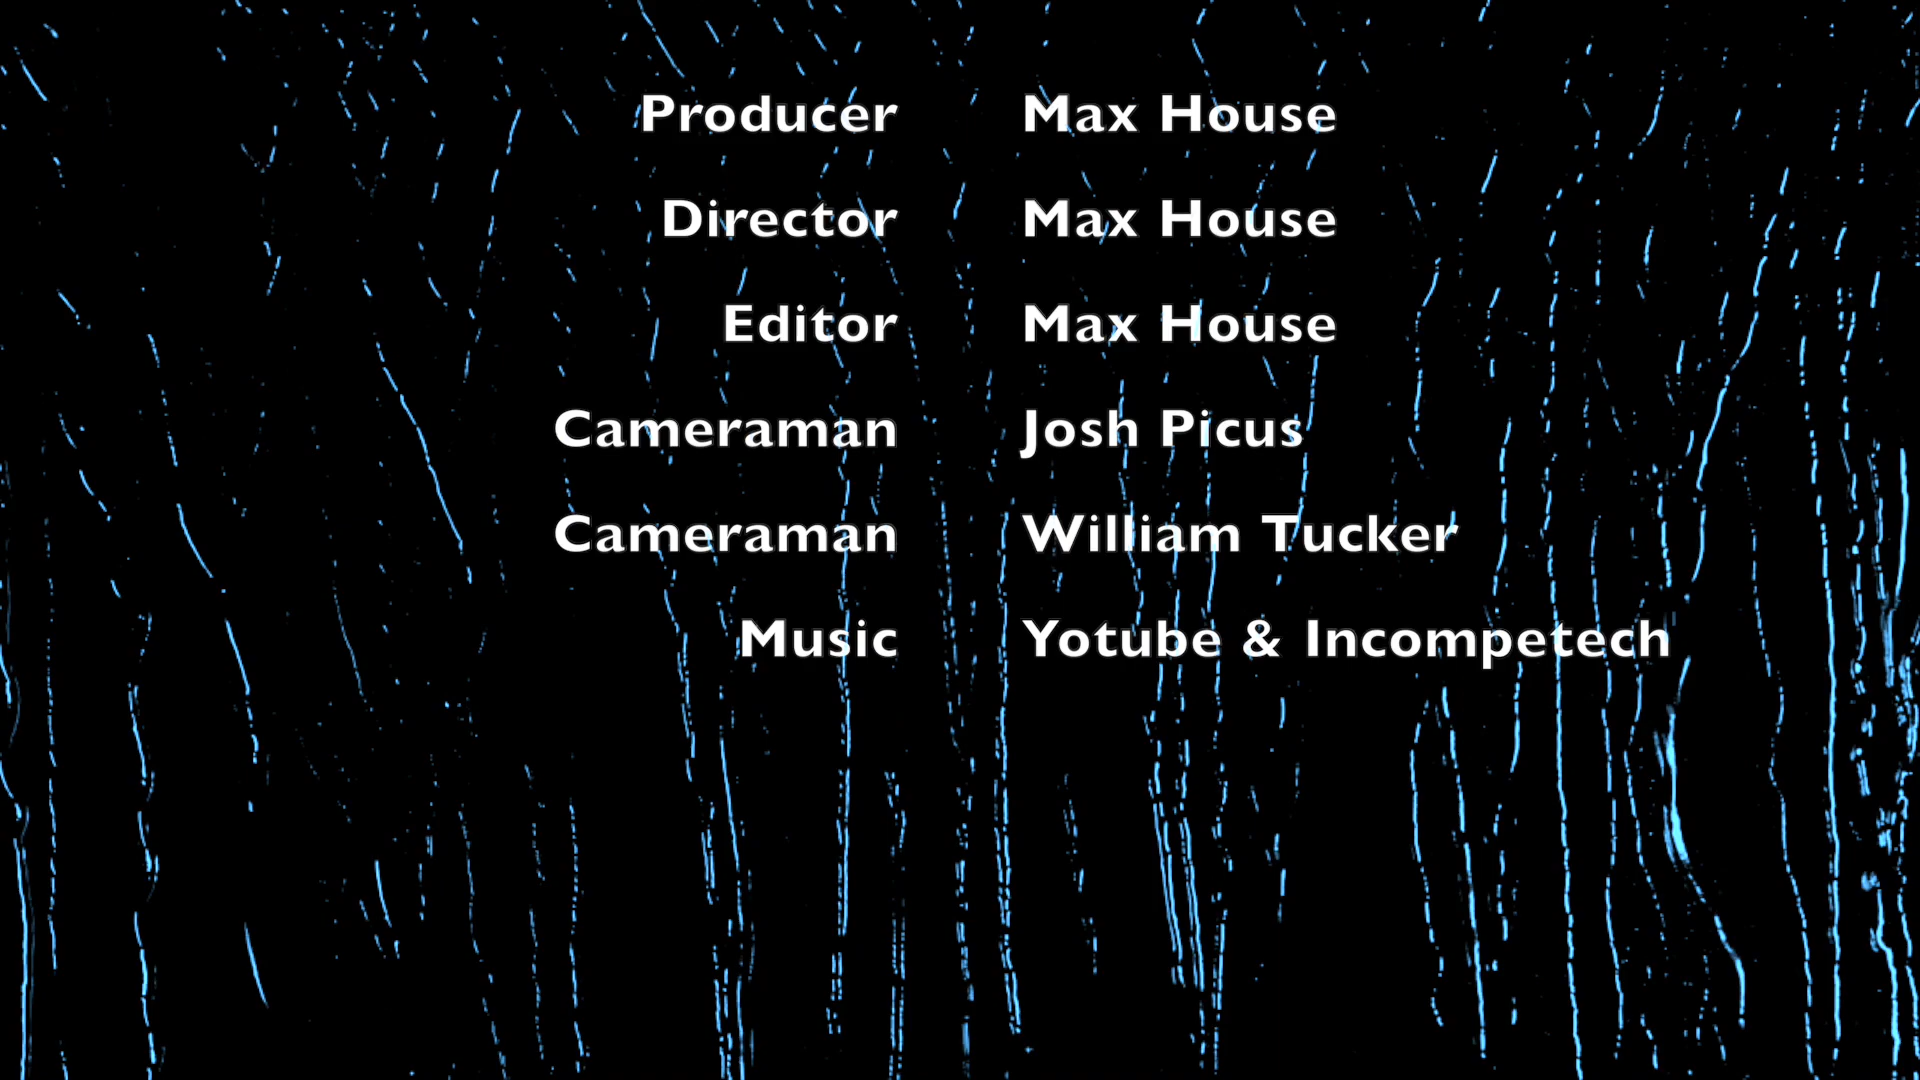 Producer Max House
Director Max House
Editor Max House
Cameraman Josh Picus
Cameraman William Tucker
Music Yotube & Incompetech